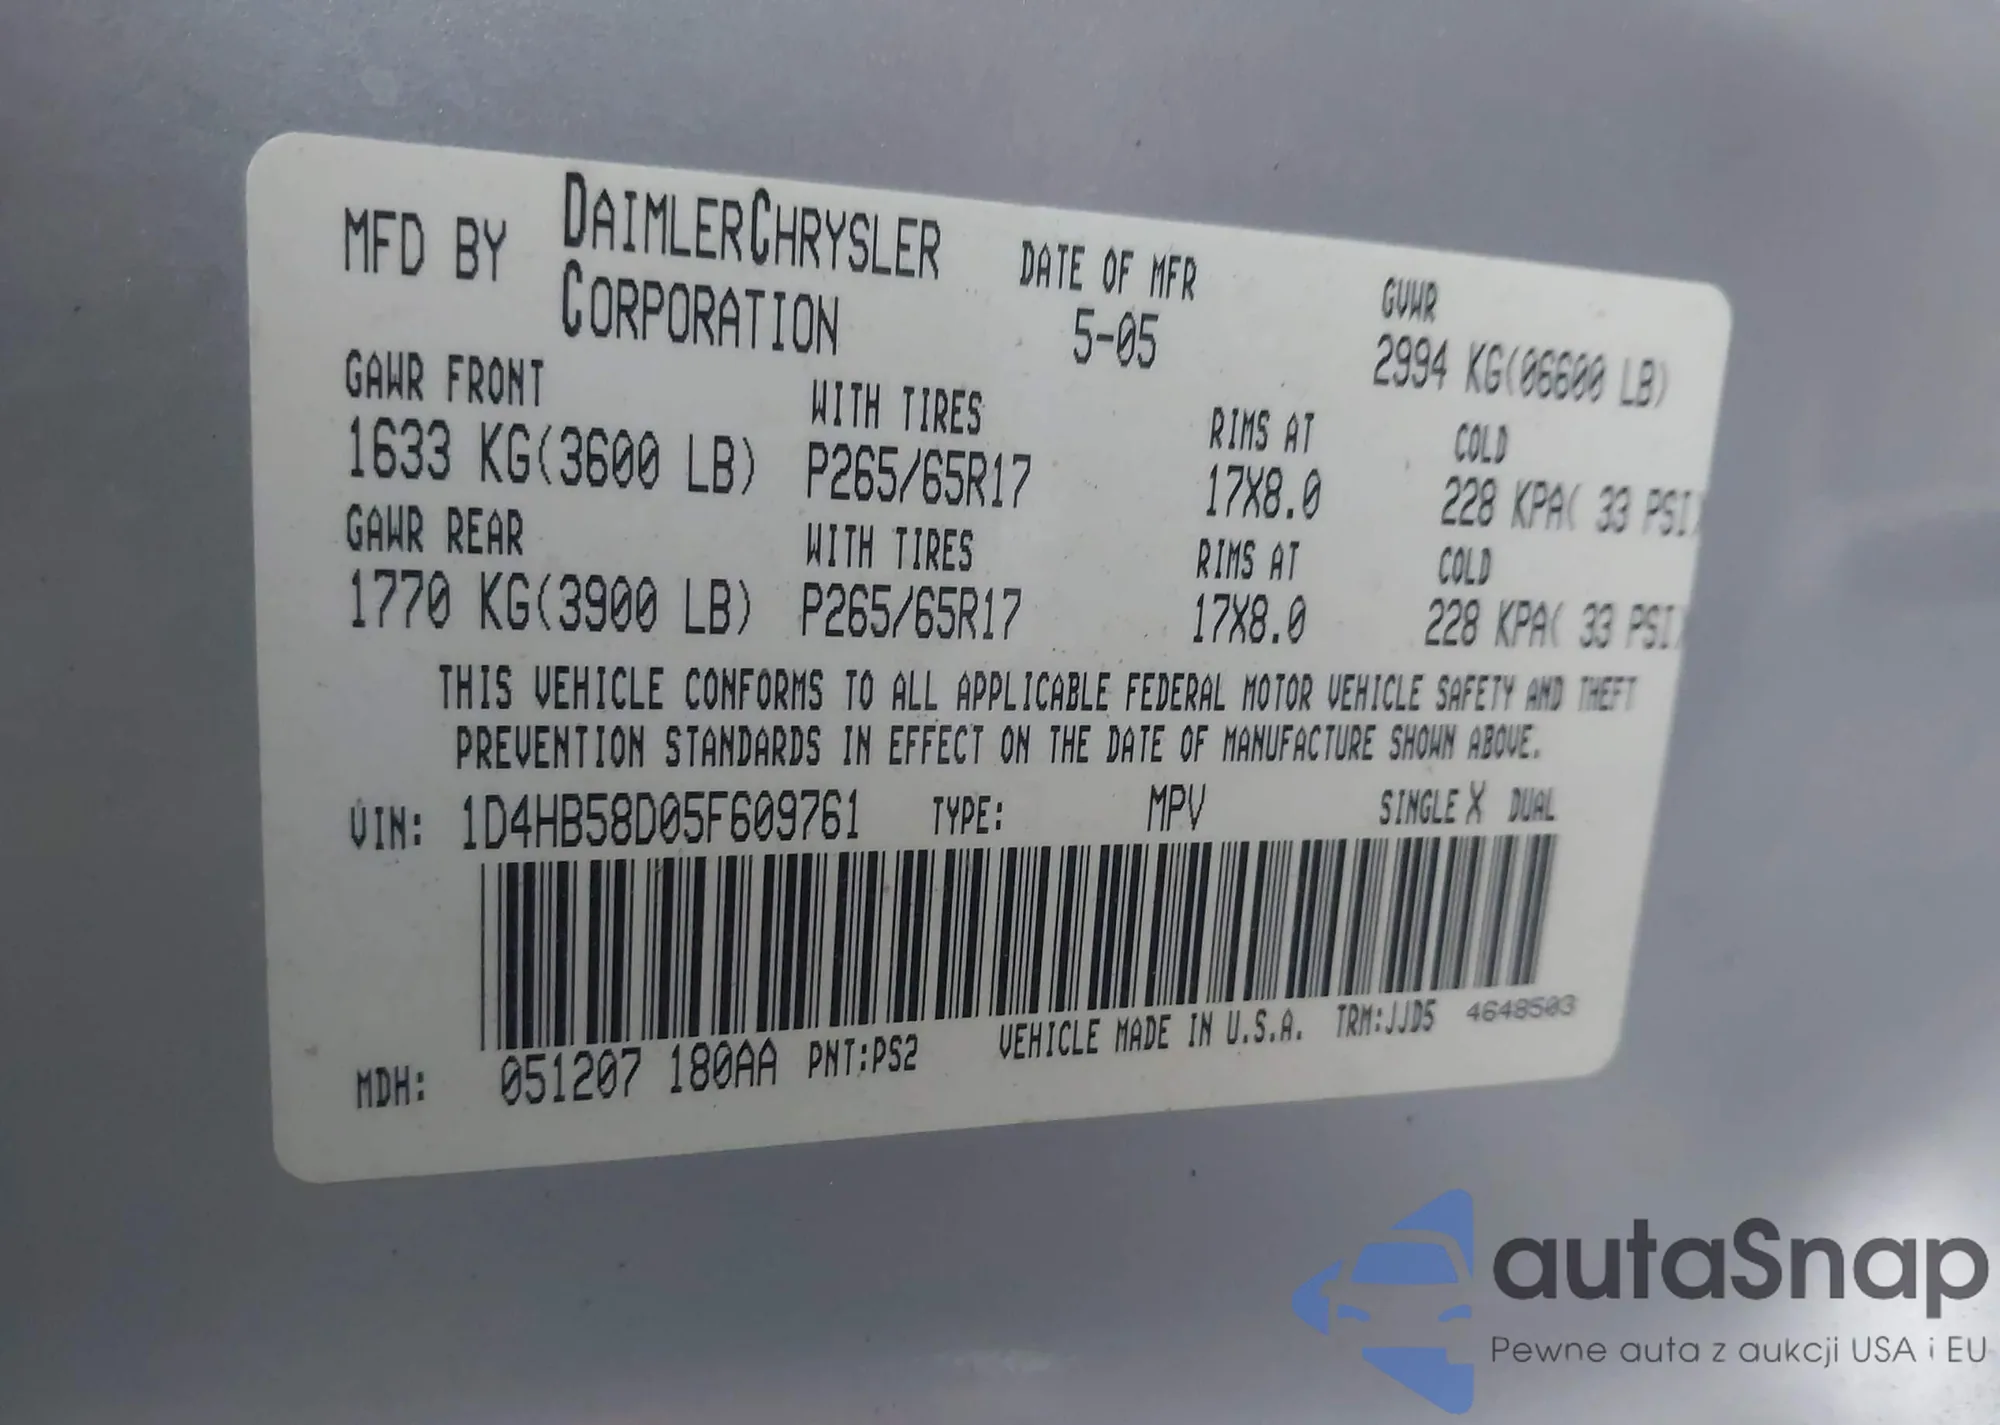 MFD BY DAIMLERCHRYSLER CORPORATION
DATE OF MFR
5-05
GVWR
2994 KG(06600 LB)
GAWR FRONT WITH TIRES RIMS AT COLD
1633 KG(3600 LB) P265/65R17 17X8.0 228 KPA( 33 PSI)
GAWR REAR WITH TIRES RIMS AT COLD
1770 KG(3900 LB) P265/65R17 17X8.0 228 KPA( 33 PSI)
THIS VEHICLE CONFORMS TO ALL APPLICABLE FEDERAL MOTOR VEHICLE SAFETY AND THEFT
PREVENTION STANDARDS IN EFFECT ON THE DATE OF MANUFACTURE SHOWN ABOVE.
VIN: 1D4HB58D05F609761 TYPE: MPV SINGLE X DUAL
MDH: 051207 180AA PNT:PS2 VEHICLE MADE IN U.S.A. TRM:JJD5 4648503
autaSnap
Pewne auta z aukcji USA i EU